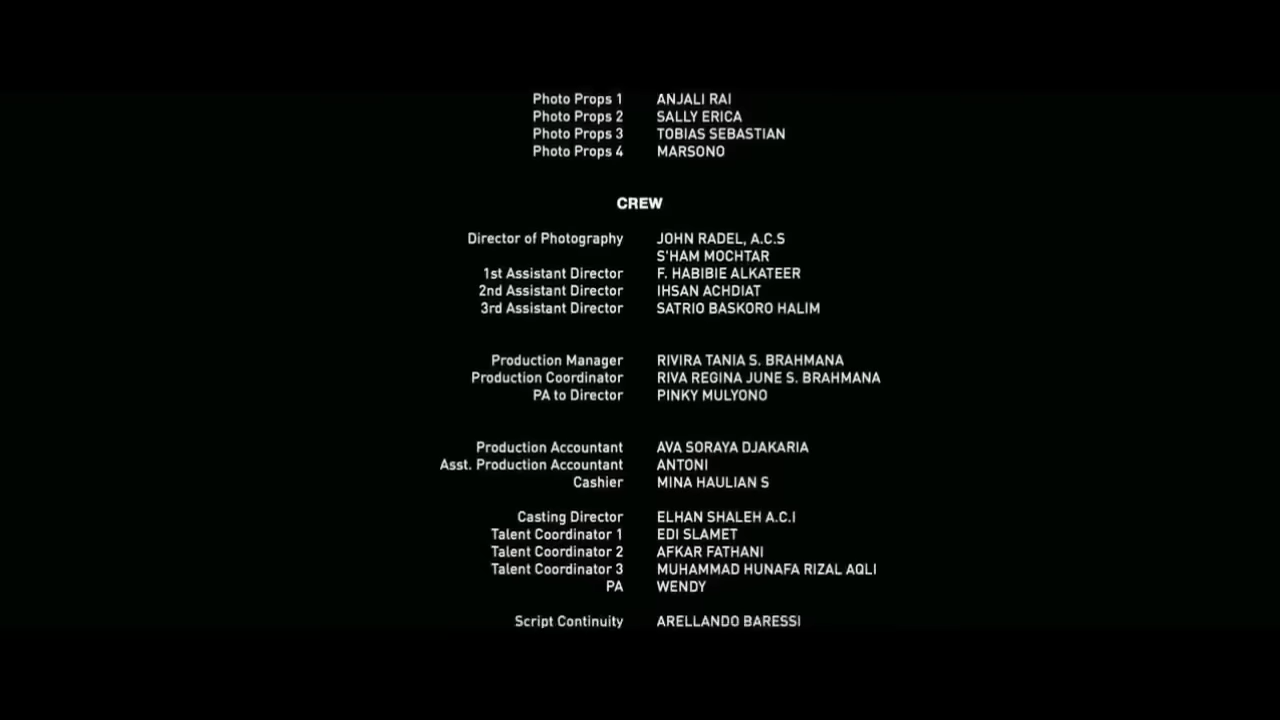 Photo Props 1 ANJALI RAI
Photo Props 2 SALLY ERICA
Photo Props 3 TOBIAS SEBASTIAN
Photo Props 4 MARSONO
CREW
Director of Photography JOHN RADEL, A.C.S
S'HAM MOCHTAR
1st Assistant Director F. HABIBIE ALKATEER
2nd Assistant Director IHSAN ACHDIAT
3rd Assistant Director SATRIO BASKORO HALIM
Production Manager RIVIRA TANIA S. BRAHMANA
Production Coordinator RIVA REGINA JUNE S. BRAHMANA
PA to Director PINKY MULYONO
Production Accountant AVA SORAYA DJAKARIA
Asst. Production Accountant ANTONI
Cashier MINA HAULIAN S
Casting Director ELHAN SHALEH A.C.I
Talent Coordinator 1 EDI SLAMET
Talent Coordinator 2 AFKAR FATHANI
Talent Coordinator 3 MUHAMMAD HUNAFA RIZAL AQLI
PA WENDY
Script Continuity ARELLANDO BARESSI